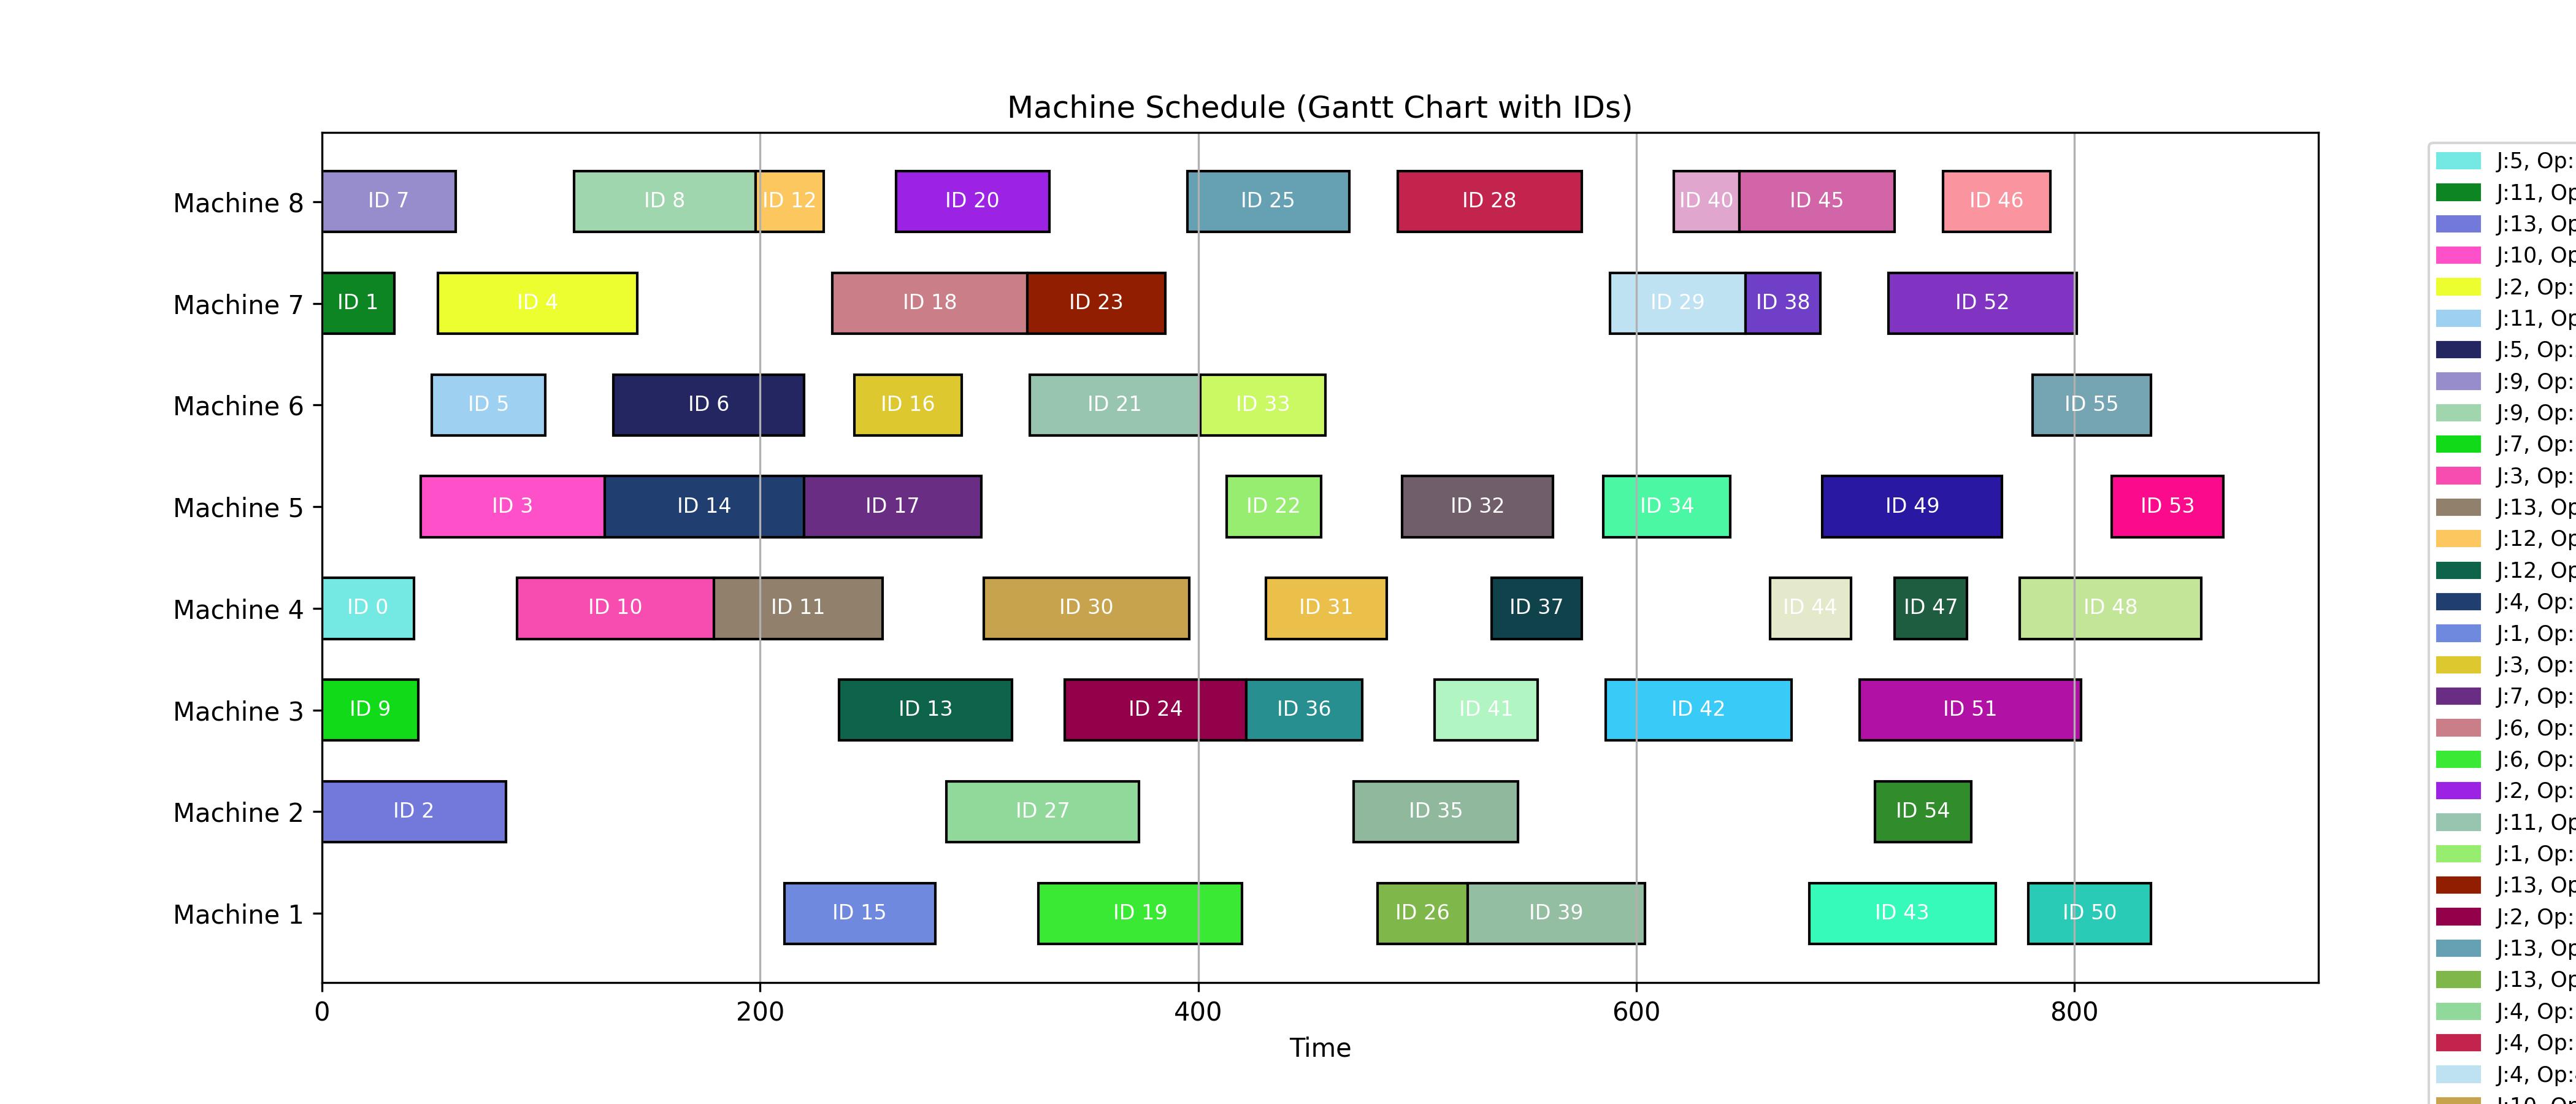 Machine Schedule (Gantt Chart with IDs)
Machine 8
ID 7
ID 8
ID 12
ID 20
ID 25
ID 28
ID 40
ID 45
ID 46
Machine 7
ID 1
ID 4
ID 18
ID 23
ID 29
ID 38
ID 52
Machine 6
ID 5
ID 6
ID 16
ID 21
ID 33
ID 55
Machine 5
ID 3
ID 14
ID 17
ID 22
ID 32
ID 34
ID 49
ID 53
Machine 4
ID 0
ID 10
ID 11
ID 30
ID 31
ID 37
ID 44
ID 47
ID 48
Machine 3
ID 9
ID 13
ID 24
ID 36
ID 41
ID 42
ID 51
Machine 2
ID 2
ID 27
ID 35
ID 54
Machine 1
ID 15
ID 19
ID 26
ID 39
ID 43
ID 50
0
200
400
600
800
Time
J:5, Op:
J:11, Op
J:13, Op
J:10, Op
J:2, Op:
J:11, Op
J:5, Op:
J:9, Op:
J:9, Op:
J:7, Op:
J:3, Op:
J:13, Op
J:12, Op
J:12, Op
J:4, Op:
J:1, Op:
J:3, Op:
J:7, Op:
J:6, Op:
J:6, Op:
J:2, Op:
J:11, Op
J:1, Op:
J:13, Op
J:2, Op:
J:13, Op
J:13, Op
J:4, Op:
J:4, Op:
J:4, Op: